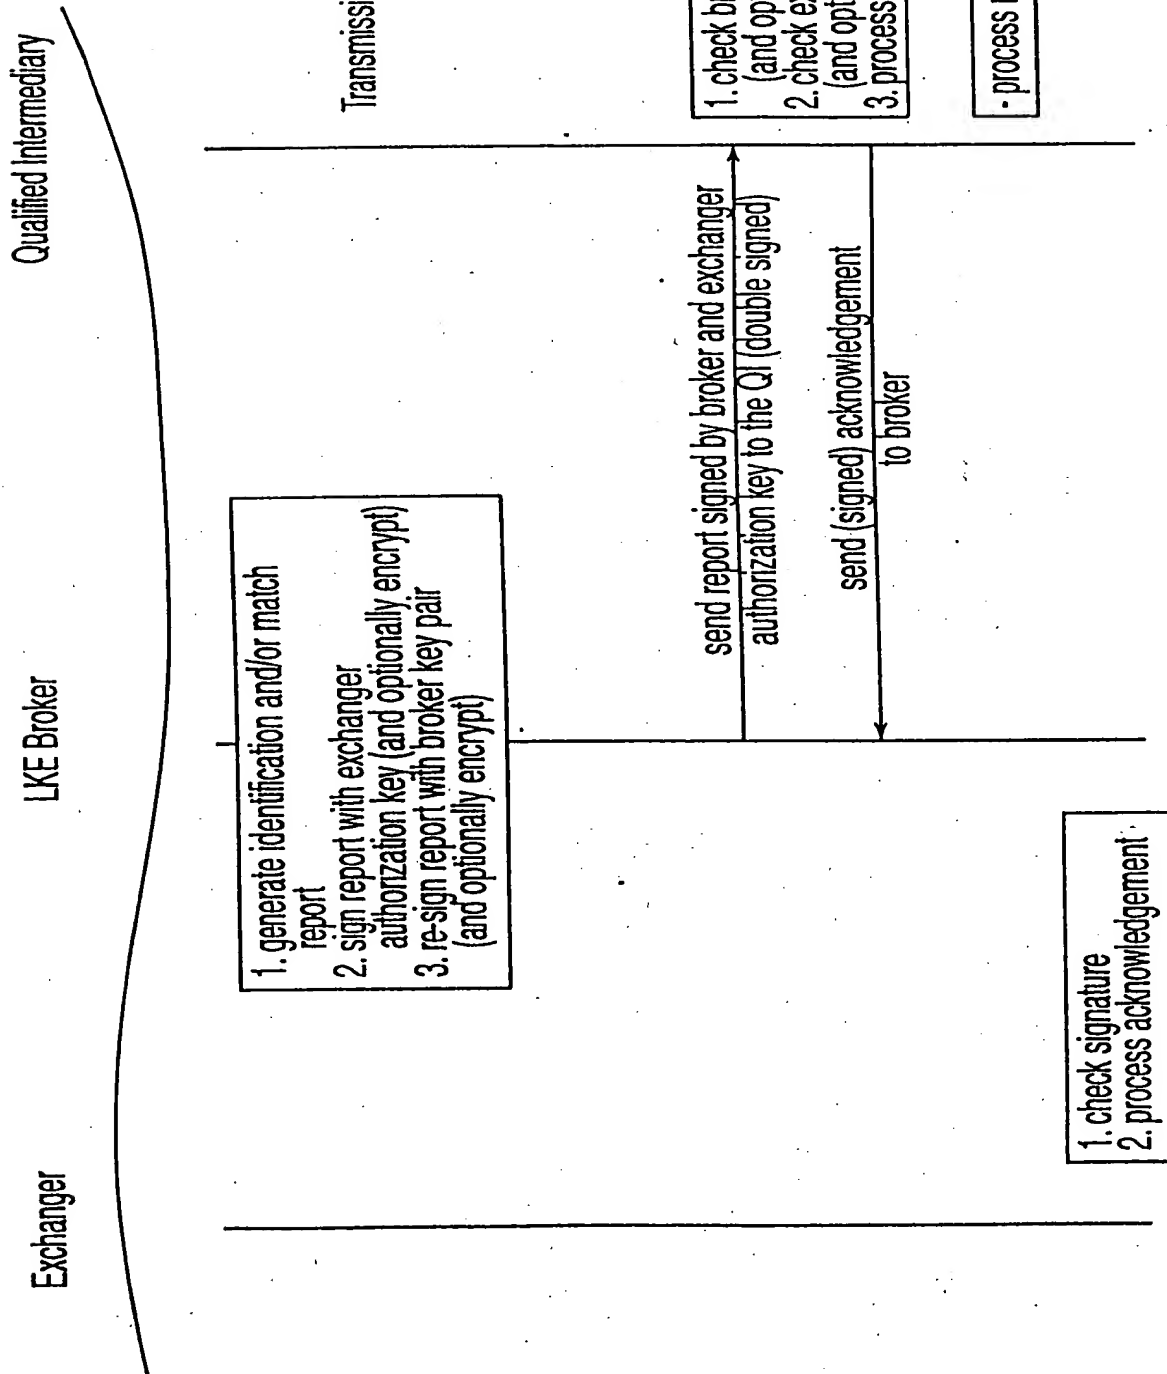 Exchanger
LKE Broker
Qualified Intermediary
1. generate identification and/or match
report
2. sign report with exchanger
authorization key (and optionally encrypt)
3. re-sign report with broker key pair
(and optionally encrypt)
send report signed by broker and exchanger
authorization key to the QI (double signed)
1. check
(and
2. check
(and
3. process
send (signed) acknowledgement
to broker
• process
1. check signature
2. process acknowledgement